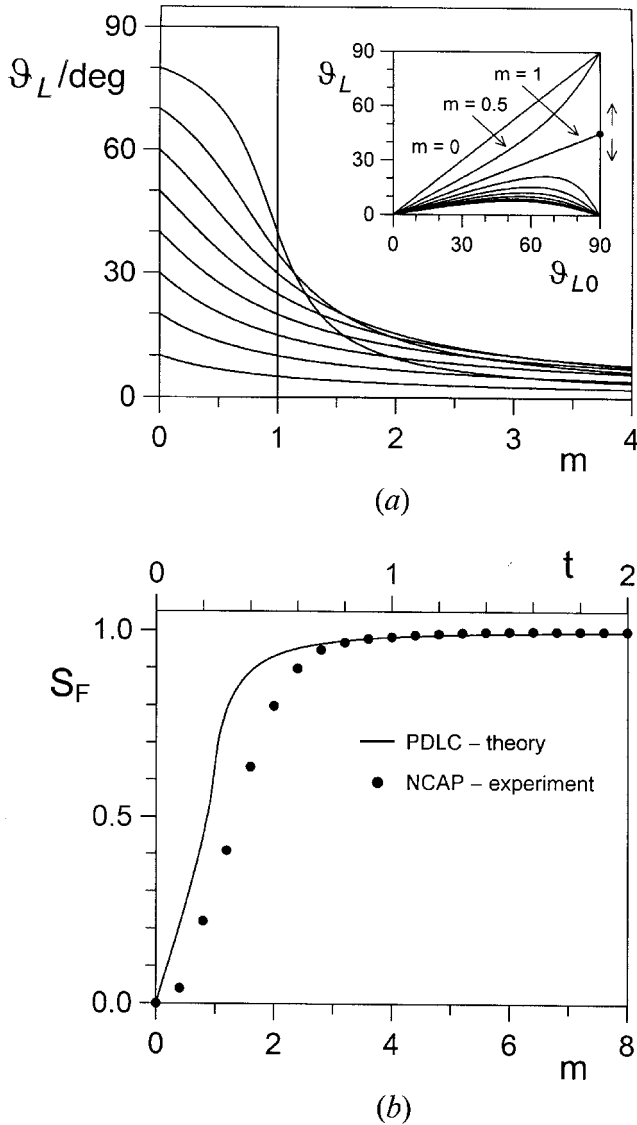 90
ϑL/deg
60
30
0
0 1 2 3 4
m
90
ϑL
60
30
0
m = 1
m = 0.5
m = 0
0 30 60 90
ϑL0
(a)
0 1 t 2
1.0
SF
0.5
0.0
PDLC – theory
NCAP – experiment
0 2 4 6 8
m
(b)